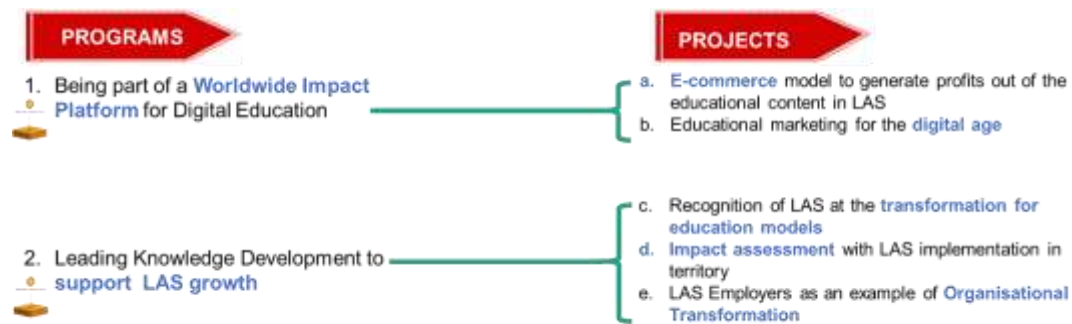 PROGRAMS
PROJECTS
1. Being part of a Worldwide Impact
Platform for Digital Education
a. E-commerce model to generate profits out of the
educational content in LAS
b. Educational marketing for the digital age
2. Leading Knowledge Development to
support LAS growth
c. Recognition of LAS at the transformation for
education models
d. Impact assessment with LAS implementation in
territory
e. LAS Employers as an example of Organisational
Transformation